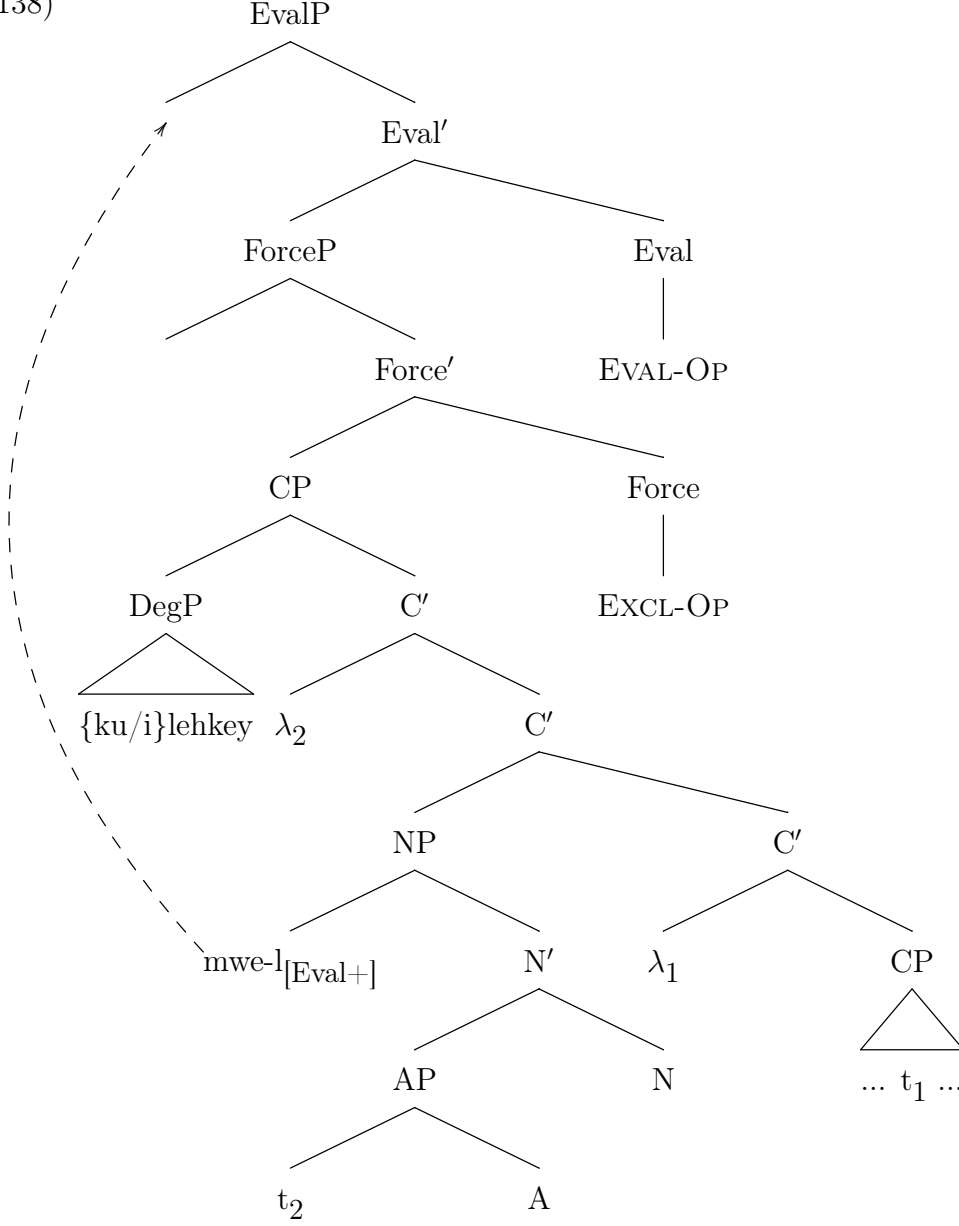 138)
EvalP
Eval′
ForceP Eval
Force′ EVAL-OP
CP Force
DegP C′ EXCL-OP
{ku/i}lehkey λ2 C′
NP C′
mwe-l[Eval+] N′ λ1 CP
AP N ... t1 ...
t2 A